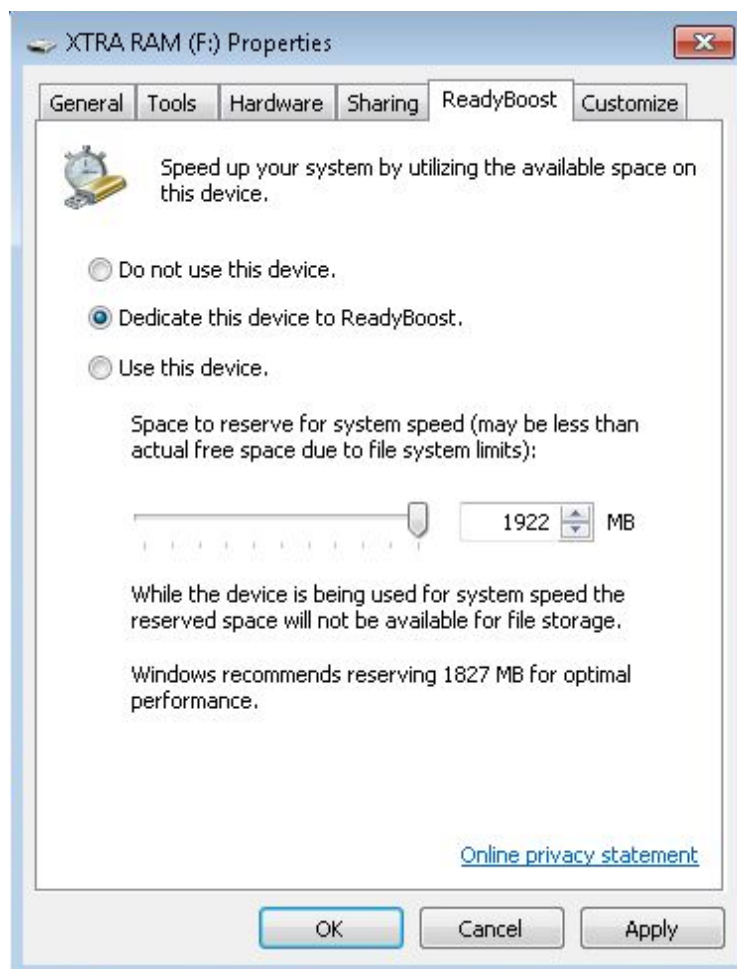 XTRA RAM (F:) Properties
General Tools Hardware Sharing ReadyBoost Customize
Speed up your system by utilizing the available space on
this device.
Do not use this device.
Dedicate this device to ReadyBoost.
Use this device.
Space to reserve for system speed (may be less than
actual free space due to file system limits):
1922 MB
While the device is being used for system speed the
reserved space will not be available for file storage.
Windows recommends reserving 1827 MB for optimal
performance.
Online privacy statement
OK Cancel Apply